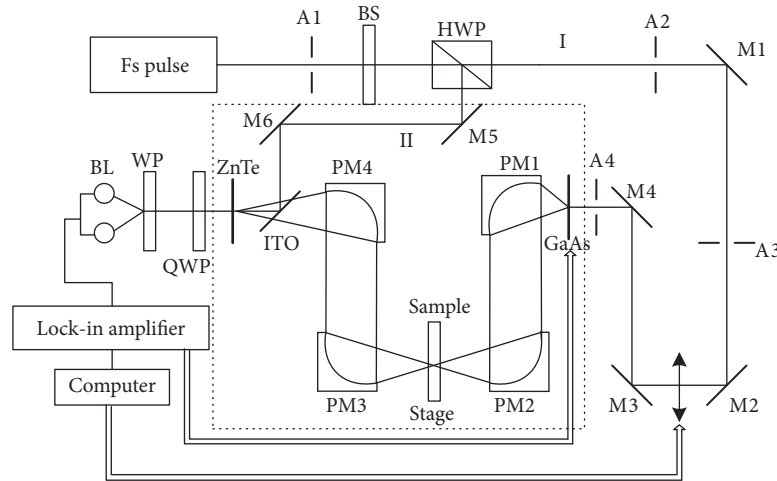 A1
BS
HWP
I
A2
M1
Fs pulse
M6
II
M5
BL
WP
ZnTe
PM4
PM1
A4
M4
QWP
ITO
GaAs
A3
Lock-in amplifier
Sample
Computer
PM3
Stage
PM2
M3
M2